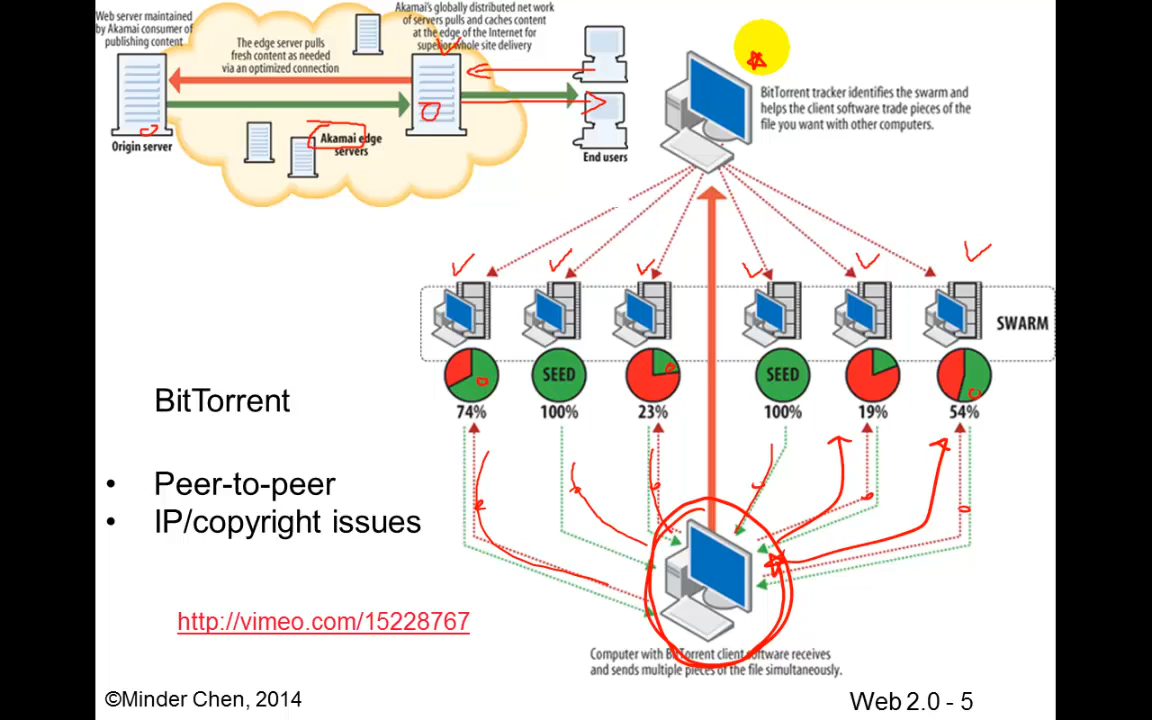 Web server maintained
by Akamai consumer of
publishing content
The edge server pulls
fresh content as needed
via an optimized connection
Akamai's globally distributed net work
of servers pulls and caches content
at the edge of the Internet for
superior whole site delivery
Origin server
Akamai edge
servers
End users
BitTorrent tracker identifies the swarm and
helps the client software trade pieces of the
file you want with other computers.
SWARM
SEED
SEED
74%
100%
23%
100%
19%
54%
BitTorrent
• Peer-to-peer
• IP/copyright issues
http://vimeo.com/15228767
Computer with BitTorrent client software receives
and sends multiple pieces of the file simultaneously.
©Minder Chen, 2014
Web 2.0 - 5